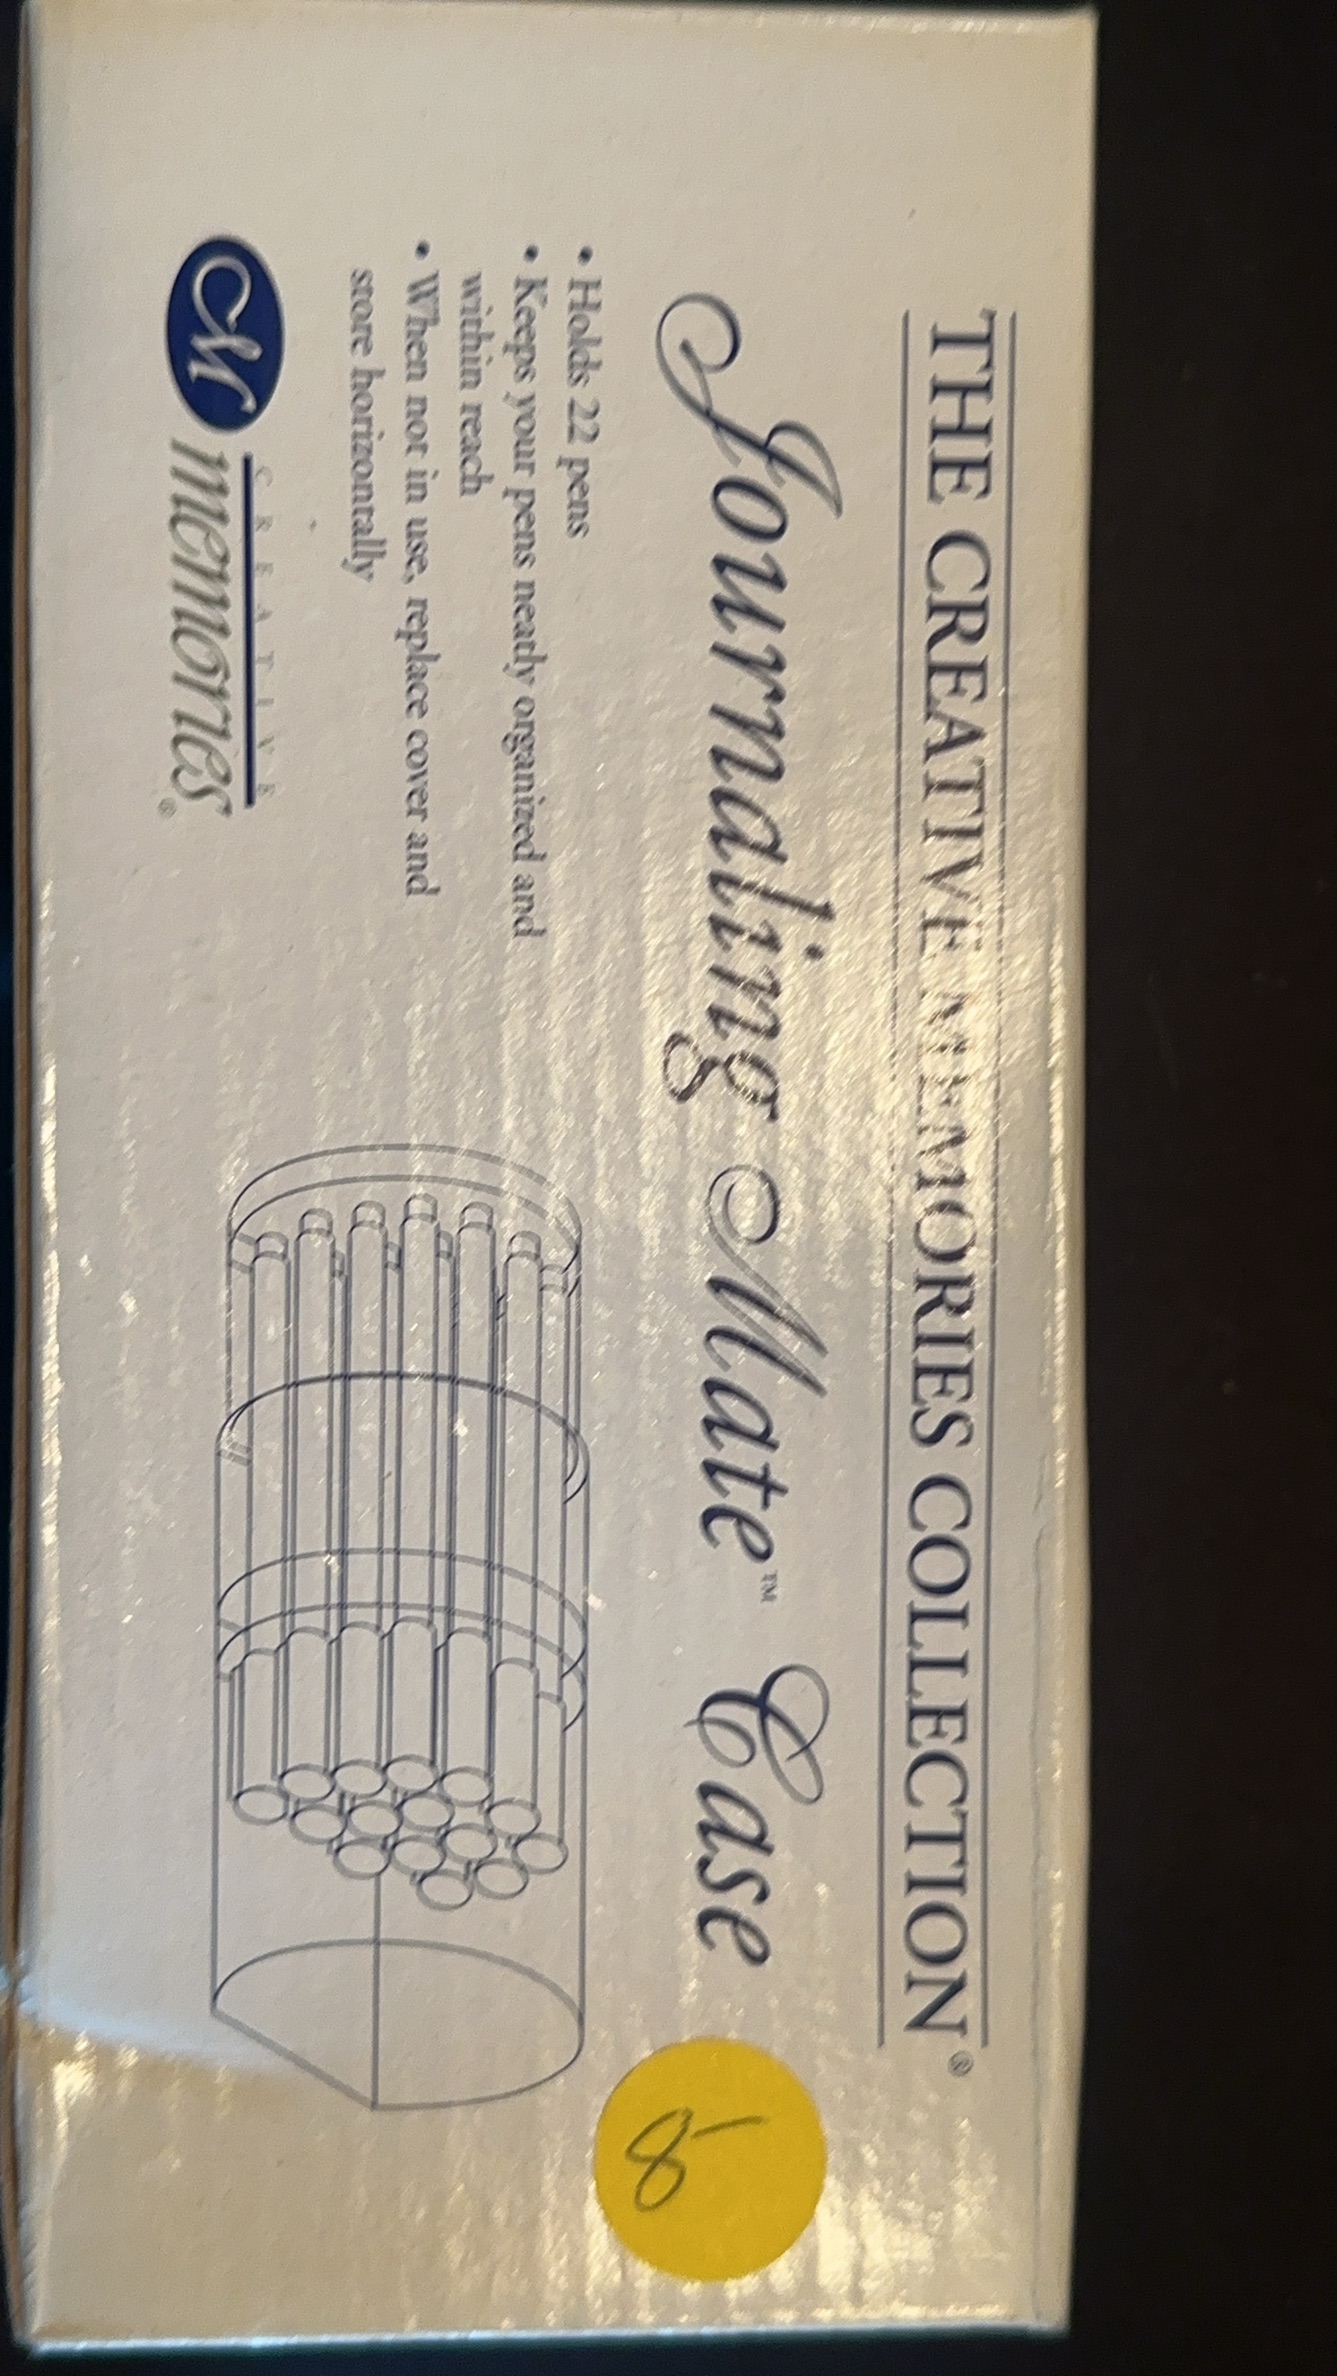 THE CREATIVE MEMORIES COLLECTION®
Journaling Mate™ Case
• Holds 22 pens
• Keeps your pens neatly organized and
within reach
• When not in use, replace cover and
store horizontally
CM
CREATIVE
memories®
8-